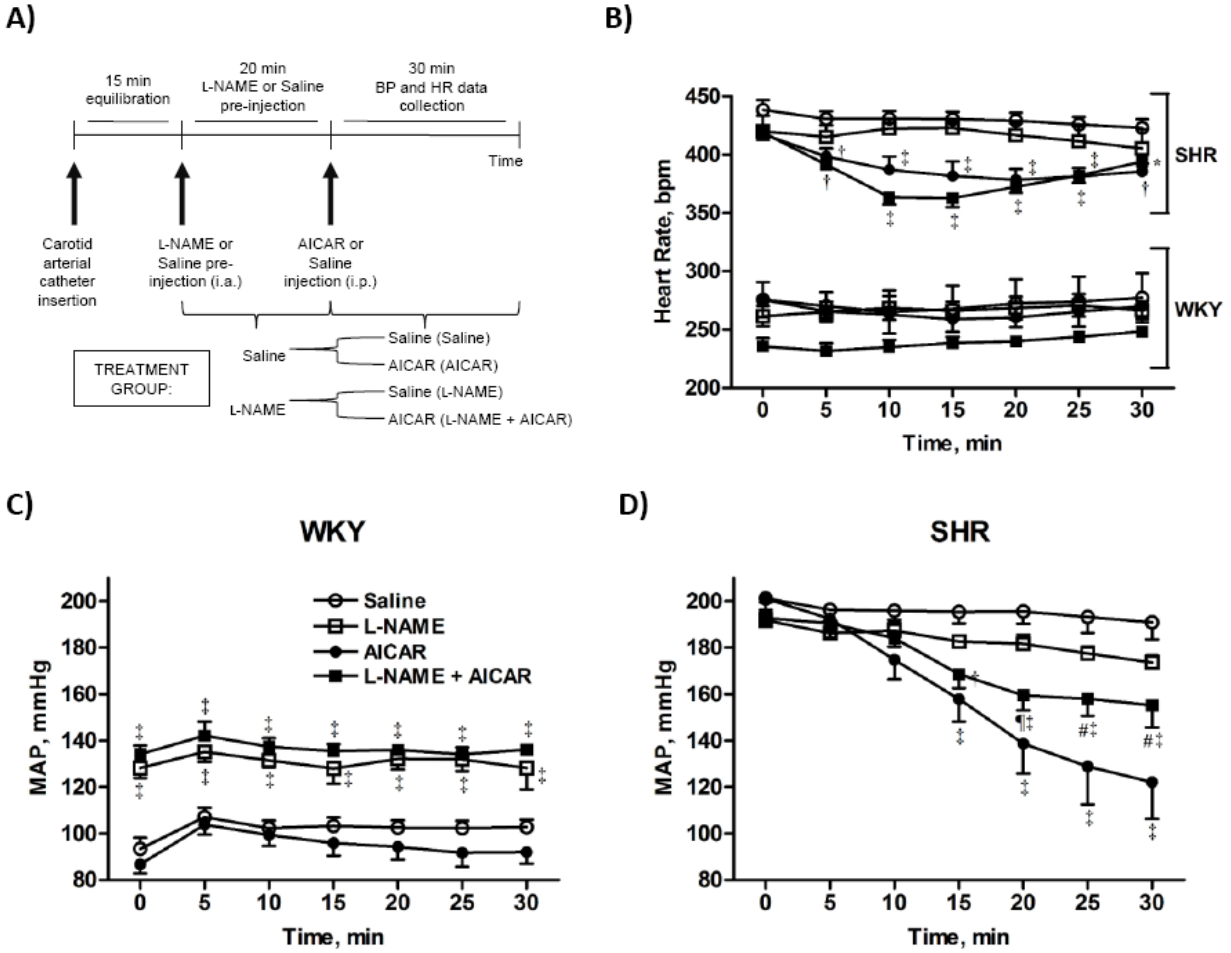 A)
15 min
equilibration
20 min
L-NAME or Saline
pre-injection
30 min
BP and HR data
collection
Time
Carotid
arterial
catheter
insertion
L-NAME or
Saline pre-
injection (i.a.)
AICAR or
Saline
injection (i.p.)
TREATMENT
GROUP:
Saline
Saline (Saline)
AICAR (AICAR)
L-NAME
Saline (L-NAME)
AICAR (L-NAME + AICAR)
B)
Heart Rate, bpm
450
400
350
300
250
200
† ‡ ‡ ‡ ‡ *
† ‡ ‡ ‡ ‡ †
SHR
WKY
0 5 10 15 20 25 30
Time, min
C)
WKY
MAP, mmHg
200
180
160
140
120
100
80
Saline
L-NAME
AICAR
L-NAME + AICAR
‡ ‡ ‡ ‡ ‡ ‡ ‡
‡ ‡ ‡ ‡ ‡ ‡ ‡
0 5 10 15 20 25 30
Time, min
D)
SHR
MAP, mmHg
200
180
160
140
120
100
80
† ¶‡ #‡ #‡
‡ ‡ ‡ ‡
0 5 10 15 20 25 30
Time, min